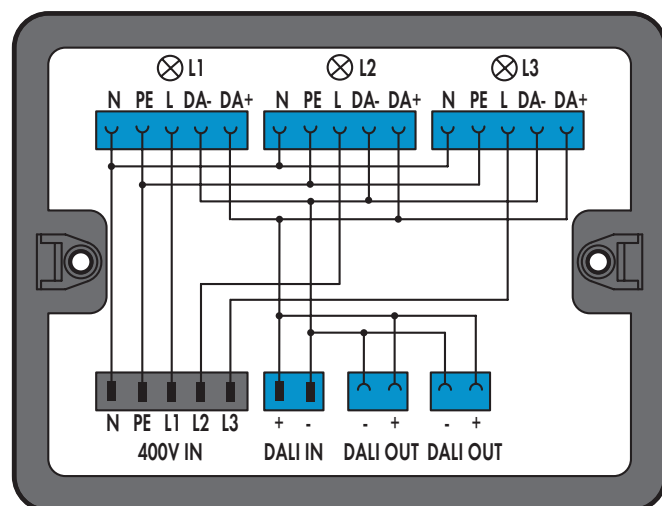 L1 L2 L3
N PE L DA- DA+ N PE L DA- DA+ N PE L DA- DA+
N PE L1 L2 L3 + - - + - +
400V IN DALI IN DALI OUT DALI OUT